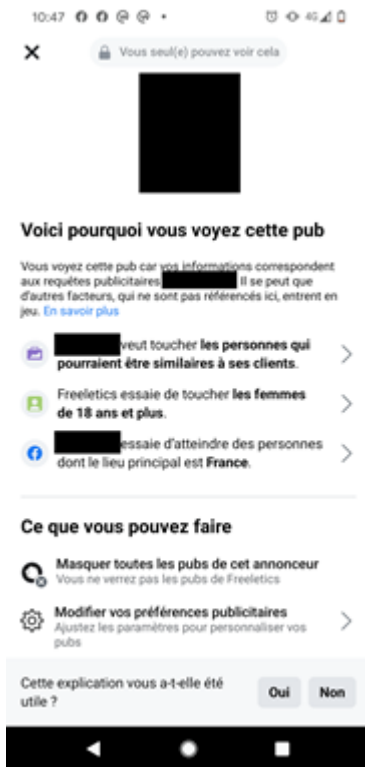 10:47
4G
Vous seul(e) pouvez voir cela
Voici pourquoi vous voyez cette pub
Vous voyez cette pub car vos informations correspondent
aux requêtes publicitaires Il se peut que
d'autres facteurs, qui ne sont pas référencés ici, entrent en
jeu. En savoir plus
veut toucher les personnes qui
pourraient être similaires à ses clients.
Freeletics essaie de toucher les femmes
de 18 ans et plus.
essaie d'atteindre des personnes
dont le lieu principal est France.
Ce que vous pouvez faire
Masquer toutes les pubs de cet annonceur
Vous ne verrez pas les pubs de Freeletics
Modifier vos préférences publicitaires
Ajustez les paramètres pour personnaliser vos
pubs
Cette explication vous a-t-elle été
utile ?
Oui
Non